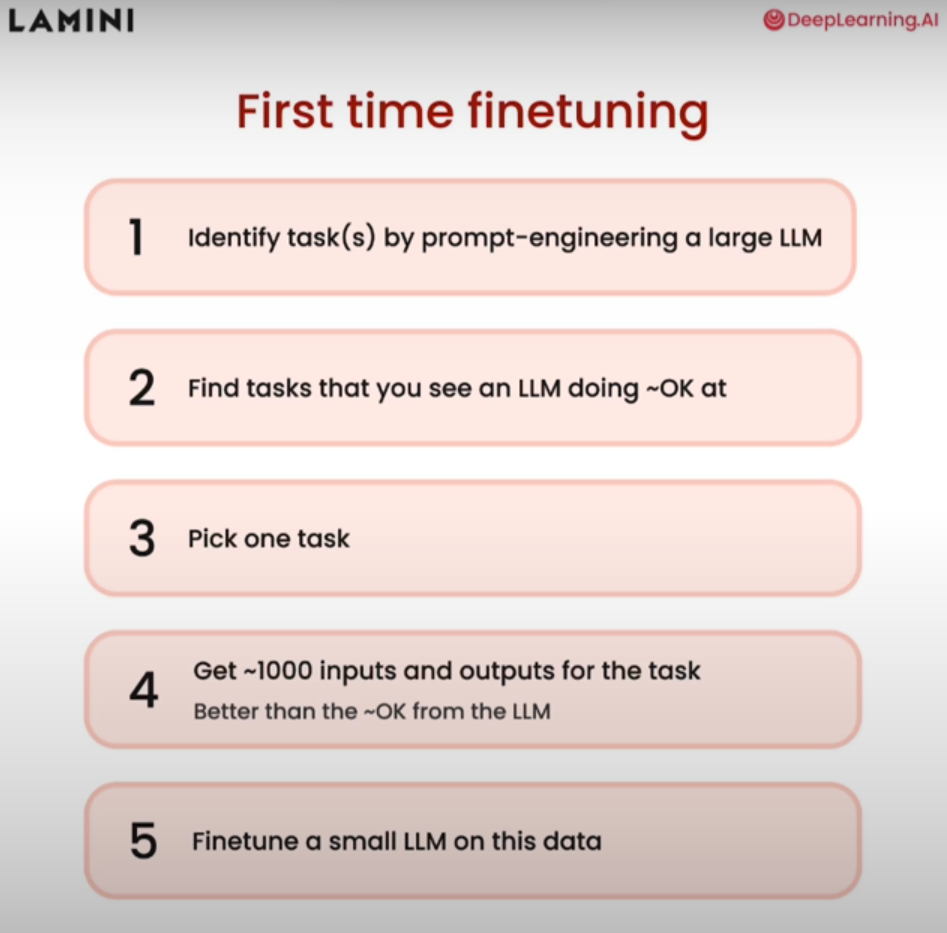 LAMINI
DeepLearning.AI
First time finetuning
1 Identify task(s) by prompt-engineering a large LLM
2 Find tasks that you see an LLM doing ~OK at
3 Pick one task
4 Get ~1000 inputs and outputs for the task
Better than the ~OK from the LLM
5 Finetune a small LLM on this data